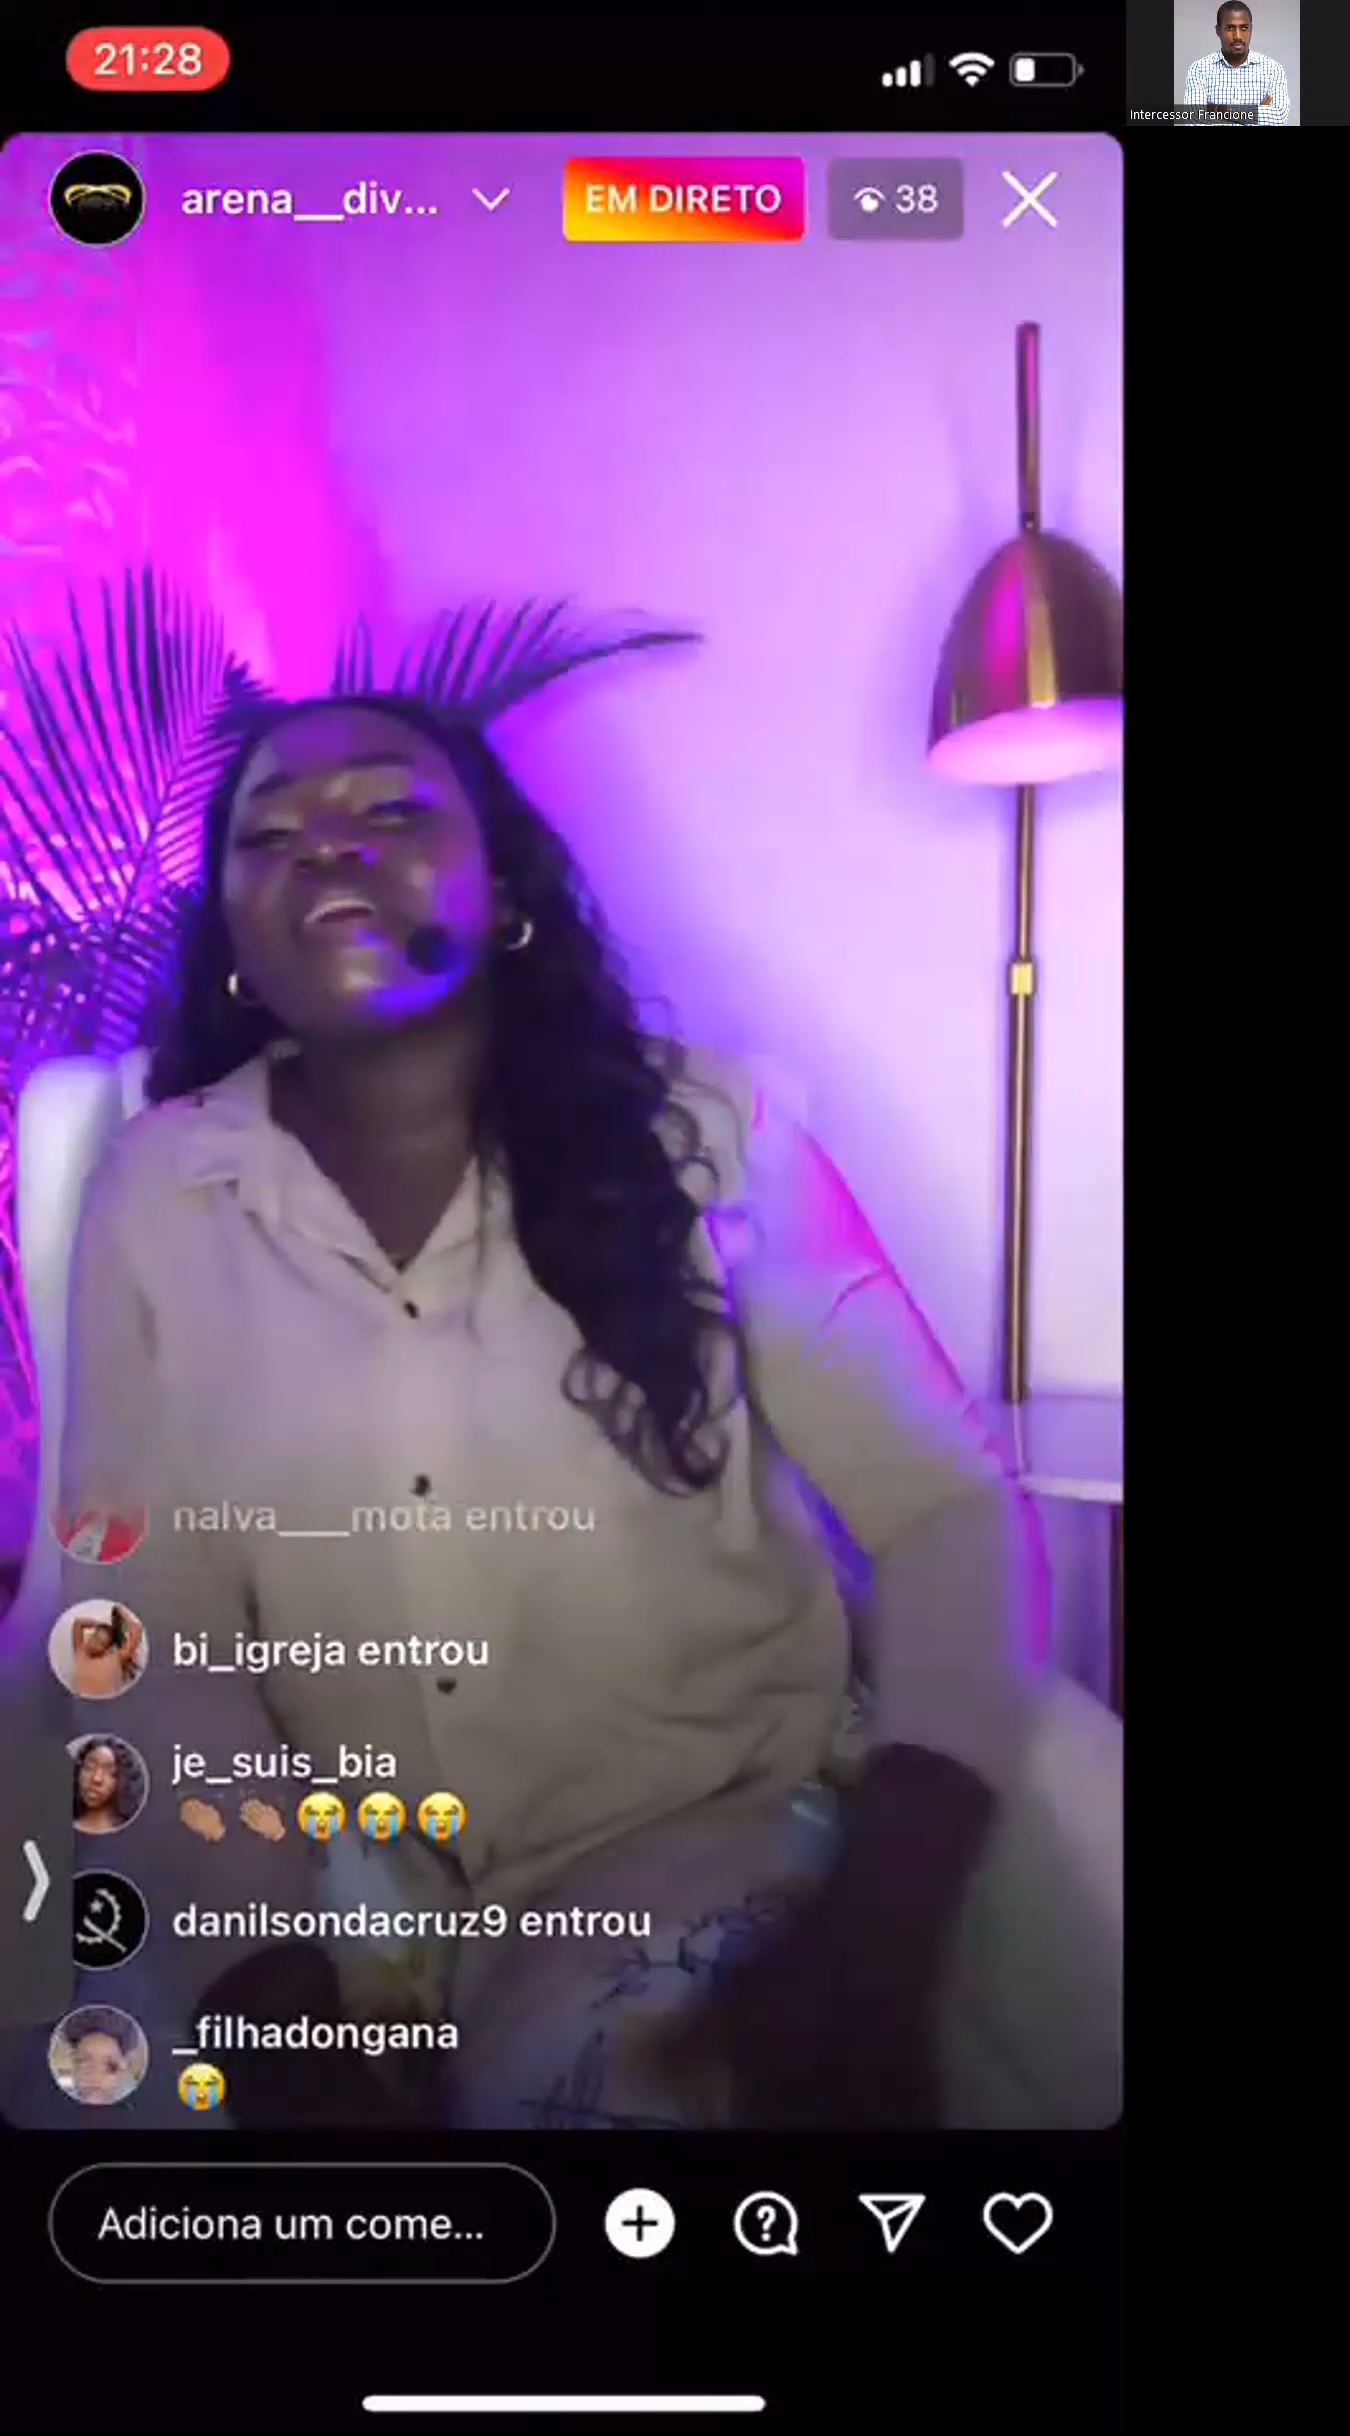 21:28
Intercessor Francione
arena__div...
EM DIRETO
38
nalva___mota entrou
bi_igreja entrou
je_suis_bia
👏🏽👏🏽😭😭😭
danilsondacruz9 entrou
_filhadongana
😭
Adiciona um come...